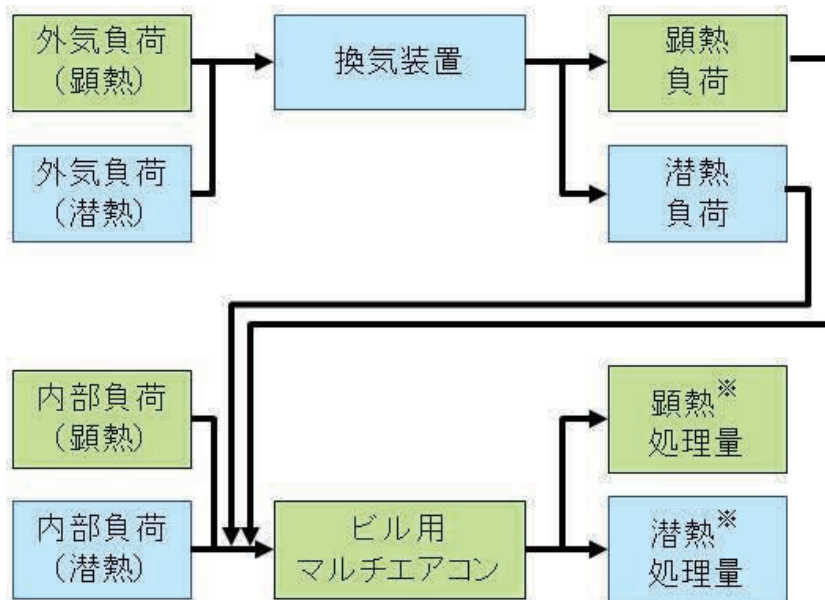 外気負荷
(顕熱)
換気装置
顕熱
負荷
外気負荷
(潜熱)
潜熱
負荷
内部負荷
(顕熱)
顕熱※
処理量
内部負荷
(潜熱)
ビル用
マルチエアコン
潜熱※
処理量